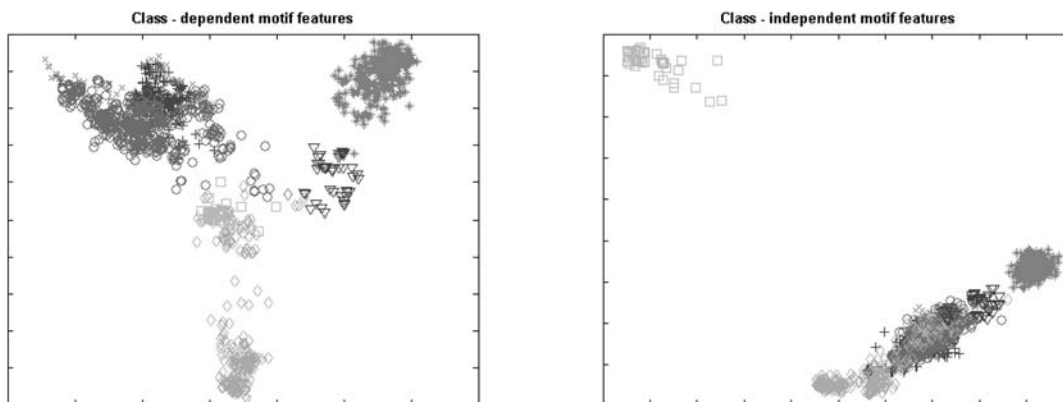 Class - dependent motif features
Class - independent motif features